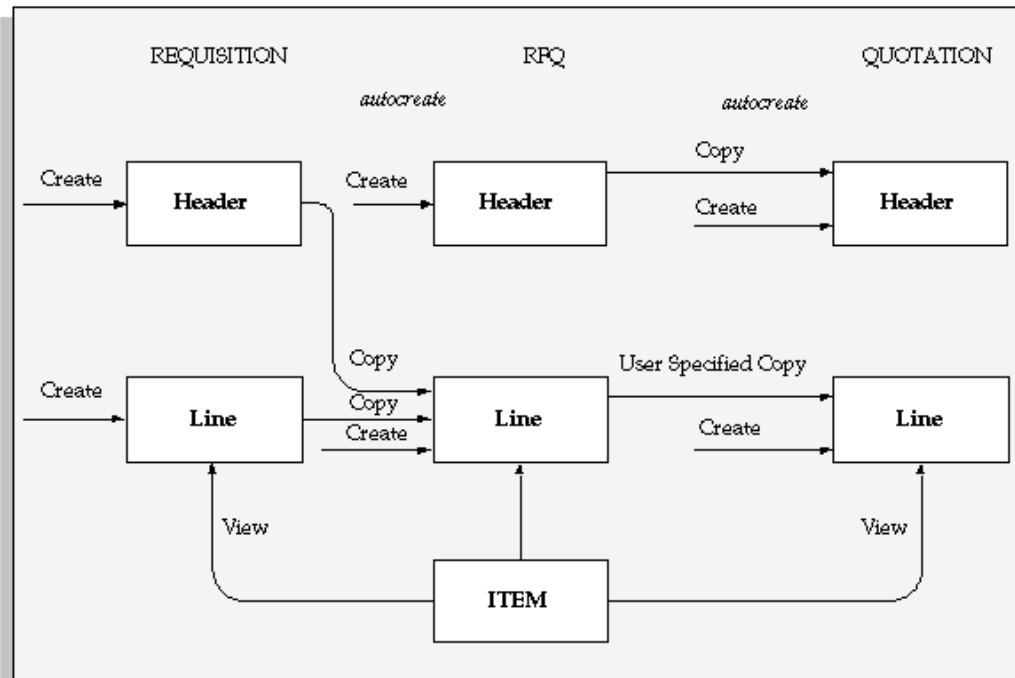 REQUISITION
RFQ
QUOTATION
autocreate
autocreate
Create
Header
Create
Header
Copy
Create
Header
Create
Line
Copy
Copy
Create
Line
User Specified Copy
Create
Line
View
View
ITEM